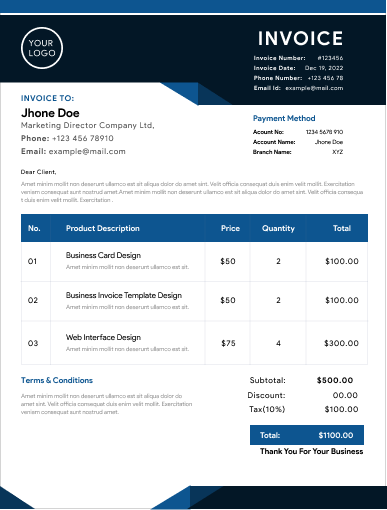 YOUR
LOGO
INVOICE
Invoice Number: #123456
Invoice Date: Dec 19, 2022
Phone Number: +123 456 78
Email Id: example@mail.com
INVOICE TO:
Jhone Doe
Marketing Director Company Ltd,
Phone: +123 456 78910
Email: example@mail.com
Payment Method
Acount No: 1234 5678 910
Account Name: Jhone Doe
Branch Name: XYZ
Dear Client,
Amet minim mollit non deserunt ullamco est sit aliqua dolor do amet sint. Velit officia consequat duis enim velit mollit. Exercitation
veniam consequat sunt nostrud amet.Amet minim mollit non deserunt ullamco est sit aliqua dolor do amet sint. Velit officia consequa
t duis enim velit mollit. Exercitation .
No. Product Description Price Quantity Total
01 Business Card Design $50 2 $100.00
Amet minim mollit non deserunt ullamco est sit.
02 Business Invoice Template Design $50 2 $100.00
Amet minim mollit non deserunt ullamco est sit.
03 Web Interface Design $75 4 $300.00
Amet minim mollit non deserunt ullamco est sit.
Terms & Conditions
Amet minim mollit non deserunt ullamco est sit aliqua dolor do
amet sint. Velit officia consequat duis enim velit mollit. Exercitation
veniam consequat sunt nostrud amet.
Subtotal: $500.00
Discount: 00.00
Tax(10%) $100.00
Total: $1100.00
Thank You For Your Business